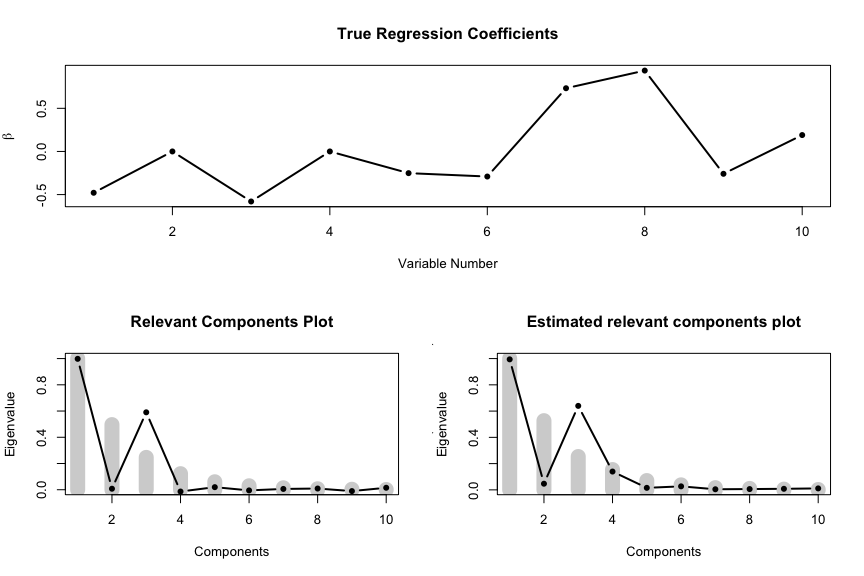 True Regression Coefficients
β
0.5
0.0
-0.5
2 4 6 8 10
Variable Number
Relevant Components Plot
Eigenvalue
0.8
0.4
0.0
2 4 6 8 10
Components
Estimated relevant components plot
Eigenvalue
0.8
0.4
0.0
2 4 6 8 10
Components